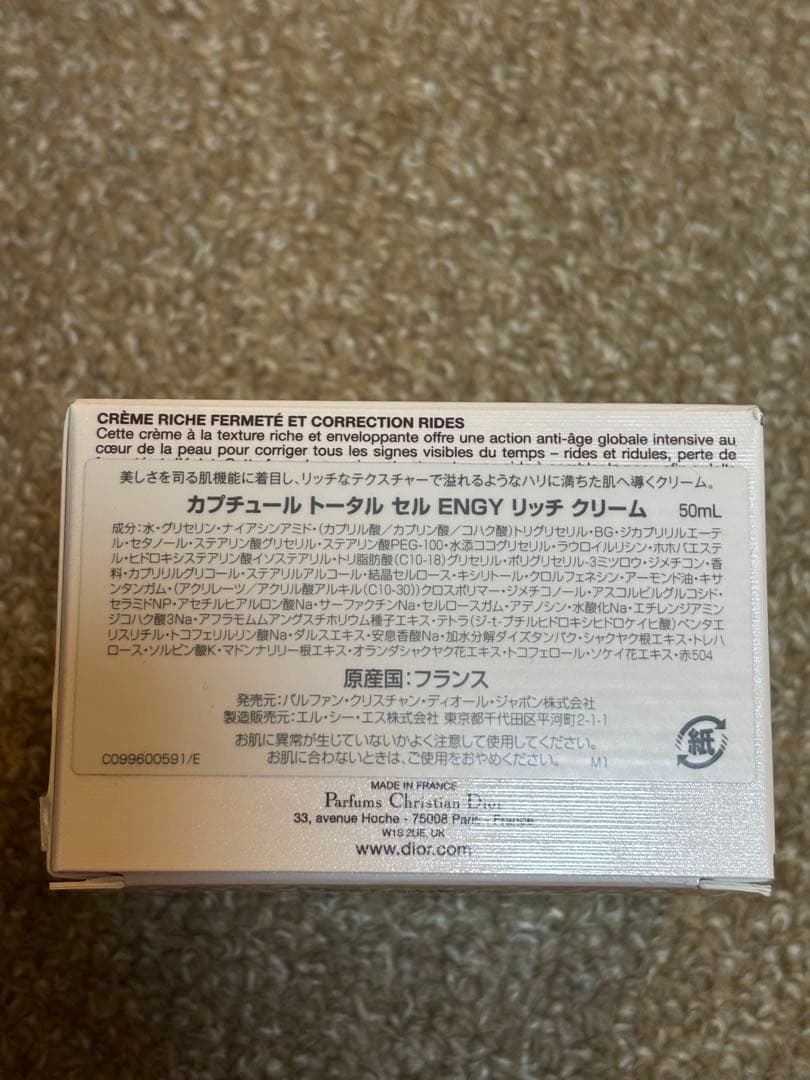 CRÈME RICHE FERMETÉ ET CORRECTION RIDES
Cette crème à la texture riche et enveloppante offre une action anti-âge globale intensive au
cœur de la peau pour corriger tous les signes visibles du temps – rides et ridules, perte de
美しさを司る肌機能に着目し、リッチなテクスチャーで溢れるようなハリに満ちた肌へ導くクリーム。
カプチュール トータル セル ENGY リッチ クリーム 50mL
成分:水・グリセリン・ナイアシンアミド・(カプリル酸/カプリン酸/コハク酸)トリグリセリル・BG・ジカプリリルエーテ
ル・セタノール・ステアリン酸グリセリル・ステアリン酸PEG-100・水添ココグリセリル・ラウロイルリシン・ホホバエステ
ル・ヒドロキシステアリン酸イソステアリル・トリ脂肪酸(C10-18)グリセリル・ポリグリセリル-3ミツロウ・ジメチコン・香
料・カプリリルグリコール・ステアリルアルコール・結晶セルロース・キシリトール・クロルフェネシン・アーモンド油・キサ
ンタンガム・(アクリレーツ/アクリル酸アルキル(C10-30))クロスポリマー・ジメチコノール・アスコルビルグルコシド・
セラミドNP・アセチルヒアルロン酸Na・サーファクチンNa・セルロースガム・アデノシン・水酸化Na・エチレンジアミン
ジコハク酸3Na・アフラモムムアングスチホリウム種子エキス・テトラ(ジ-t-ブチルヒドロキシヒドロケイヒ酸)ペンタエ
リスリチル・トコフェリルリン酸Na・ダルスエキス・安息香酸Na・加水分解ダイズタンパク・シャクヤク根エキス・トレハ
ロース・ソルビン酸K・マドンナリリー根エキス・オランダシャクヤク花エキス・トコフェロール・ソケイ花エキス・赤504
原産国:フランス
発売元:パルファン・クリスチャン・ディオール・ジャポン株式会社
製造販売元:エル・シー・エス株式会社 東京都千代田区平河町2-1-1
お肌に異常が生じていないかよく注意して使用してください。
C099600591/E お肌に合わないときは、ご使用をおやめください。 M1
紙
MADE IN FRANCE
Parfums Christian Dior
33, avenue Hoche - 75008 Paris - France
W1S 2UE, UK
www.dior.com